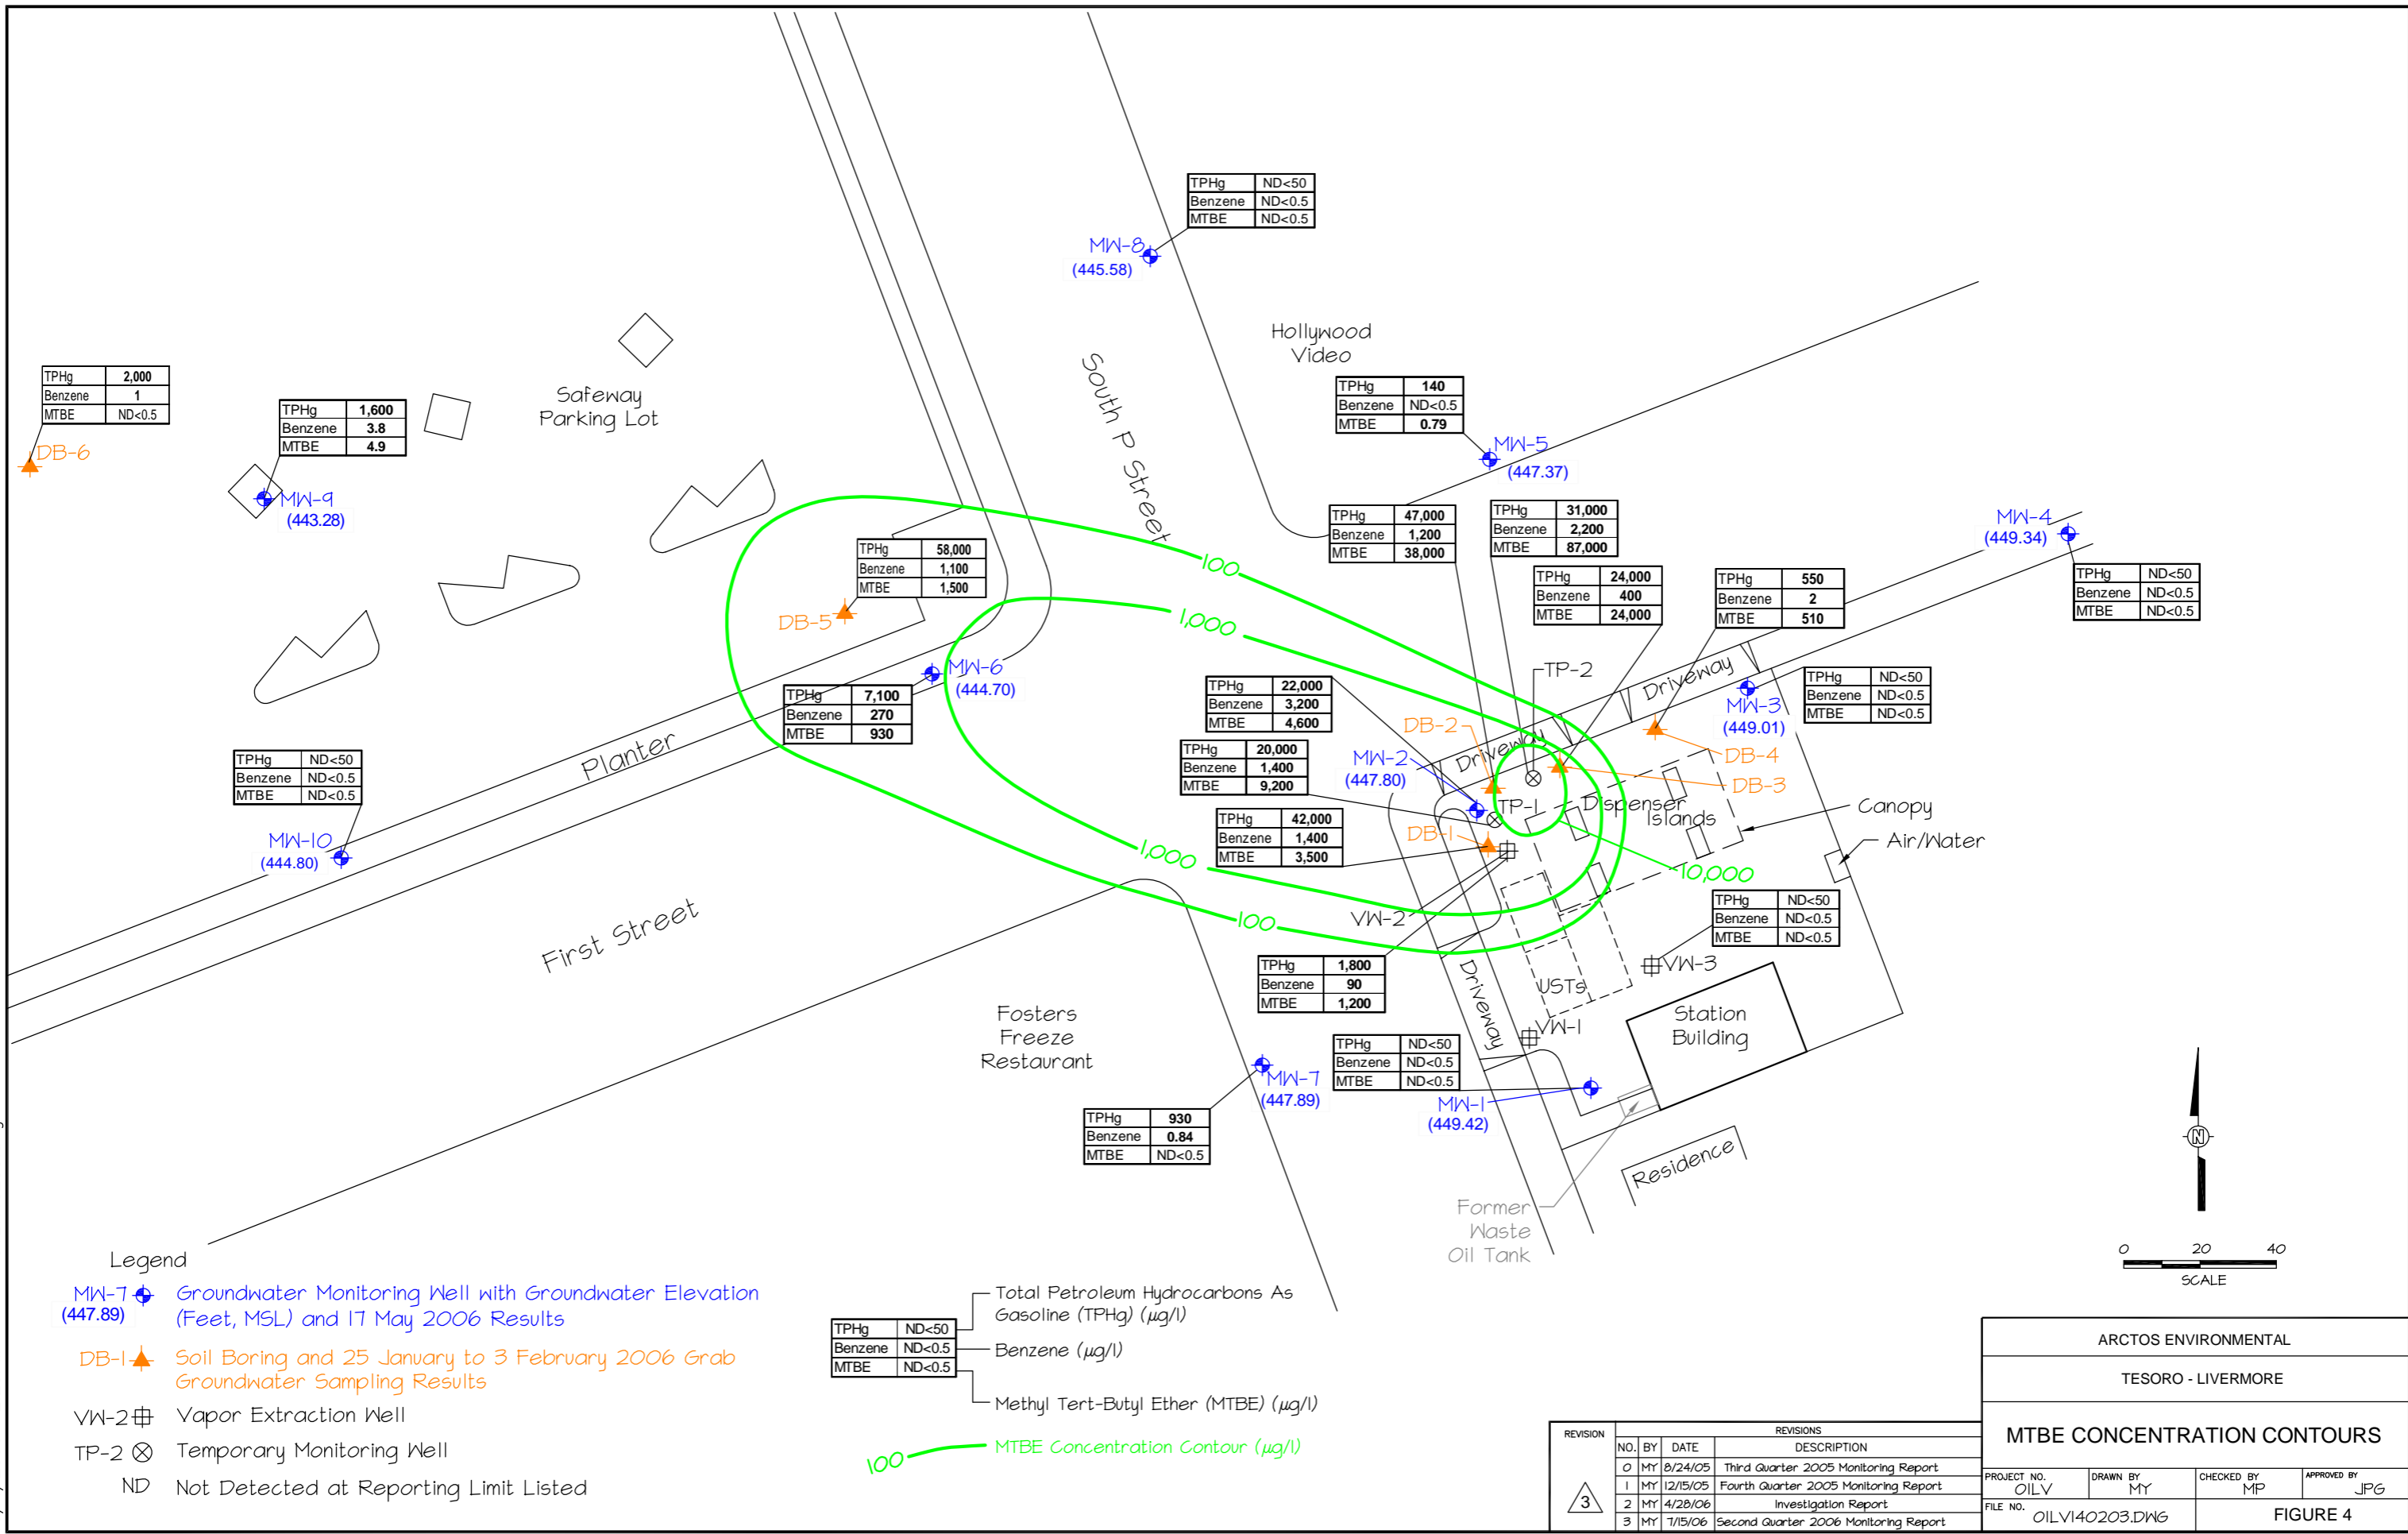 TPHg ND<50
Benzene ND<0.5
MTBE ND<0.5
MW-8
(445.58)
Hollywood
Video
South P Street
Safeway
Parking Lot
TPHg 2,000
Benzene 1
MTBE ND<0.5
DB-6
TPHg 1,600
Benzene 3.8
MTBE 4.9
MW-9
(443.28)
TPHg 140
Benzene ND<0.5
MTBE 0.79
MW-5
(447.37)
TPHg 47,000
Benzene 1,200
MTBE 38,000
TPHg 31,000
Benzene 2,200
MTBE 87,000
MW-4
(449.34)
TPHg ND<50
Benzene ND<0.5
MTBE ND<0.5
TPHg 58,000
Benzene 1,100
MTBE 1,500
DB-5
100
1,000
TPHg 24,000
Benzene 400
MTBE 24,000
TPHg 550
Benzene 2
MTBE 510
MW-6
(444.70)
TPHg 7,100
Benzene 270
MTBE 930
TP-2
Driveway
TPHg ND<50
Benzene ND<0.5
MTBE ND<0.5
MW-3
(449.01)
TPHg 22,000
Benzene 3,200
MTBE 4,600
DB-2
Driveway
DB-4
DB-3
TPHg 20,000
Benzene 1,400
MTBE 9,200
MW-2
(447.80)
TP-1
Dispenser
Islands
Canopy
Air/Water
Planter
TPHg ND<50
Benzene ND<0.5
MTBE ND<0.5
MW-10
(444.80)
TPHg 42,000
Benzene 1,400
MTBE 3,500
DB-1
1,000
10,000
First Street
100
VW-2
TPHg ND<50
Benzene ND<0.5
MTBE ND<0.5
VW-3
TPHg 1,800
Benzene 90
MTBE 1,200
Driveway
USTs
Station
Building
Fosters
Freeze
Restaurant
VW-1
TPHg ND<50
Benzene ND<0.5
MTBE ND<0.5
MW-7
(447.89)
MW-1
(449.42)
TPHg 930
Benzene 0.84
MTBE ND<0.5
Residence
Former
Waste
Oil Tank
N
0 20 40
SCALE
Legend
MW-7
(447.89)
Groundwater Monitoring Well with Groundwater Elevation
(Feet, MSL) and 17 May 2006 Results
DB-1
Soil Boring and 25 January to 3 February 2006 Grab
Groundwater Sampling Results
VW-2 Vapor Extraction Well
TP-2 Temporary Monitoring Well
ND Not Detected at Reporting Limit Listed
TPHg ND<50
Benzene ND<0.5
MTBE ND<0.5
Total Petroleum Hydrocarbons As
Gasoline (TPHg) (µg/l)
Benzene (µg/l)
Methyl Tert-Butyl Ether (MTBE) (µg/l)
100 MTBE Concentration Contour (µg/l)
REVISION
3
REVISIONS
NO. BY DATE DESCRIPTION
0 MY 8/24/05 Third Quarter 2005 Monitoring Report
1 MY 12/15/05 Fourth Quarter 2005 Monitoring Report
2 MY 4/28/06 Investigation Report
3 MY 7/15/06 Second Quarter 2006 Monitoring Report
ARCTOS ENVIRONMENTAL
TESORO - LIVERMORE
MTBE CONCENTRATION CONTOURS
PROJECT NO. OILV
DRAWN BY MY
CHECKED BY MP
APPROVED BY JPG
FILE NO. OILV140203.DWG
FIGURE 4